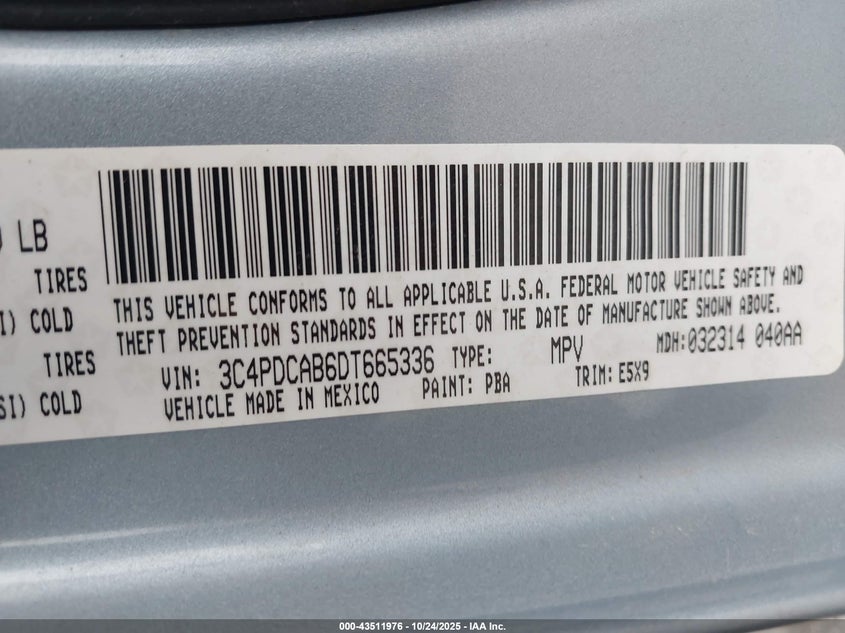 LB
TIRES
COLD
TIRES
COLD
THIS VEHICLE CONFORMS TO ALL APPLICABLE U.S.A. FEDERAL MOTOR VEHICLE SAFETY AND
THEFT PREVENTION STANDARDS IN EFFECT ON THE DATE OF MANUFACTURE SHOWN ABOVE.
VIN: 3C4PDCAB6DT665336 TYPE: MPV MDH:032314 040AA
VEHICLE MADE IN MEXICO PAINT: PBA TRIM: E5X9
000-43511976 - 10/24/2025 - IAA Inc.